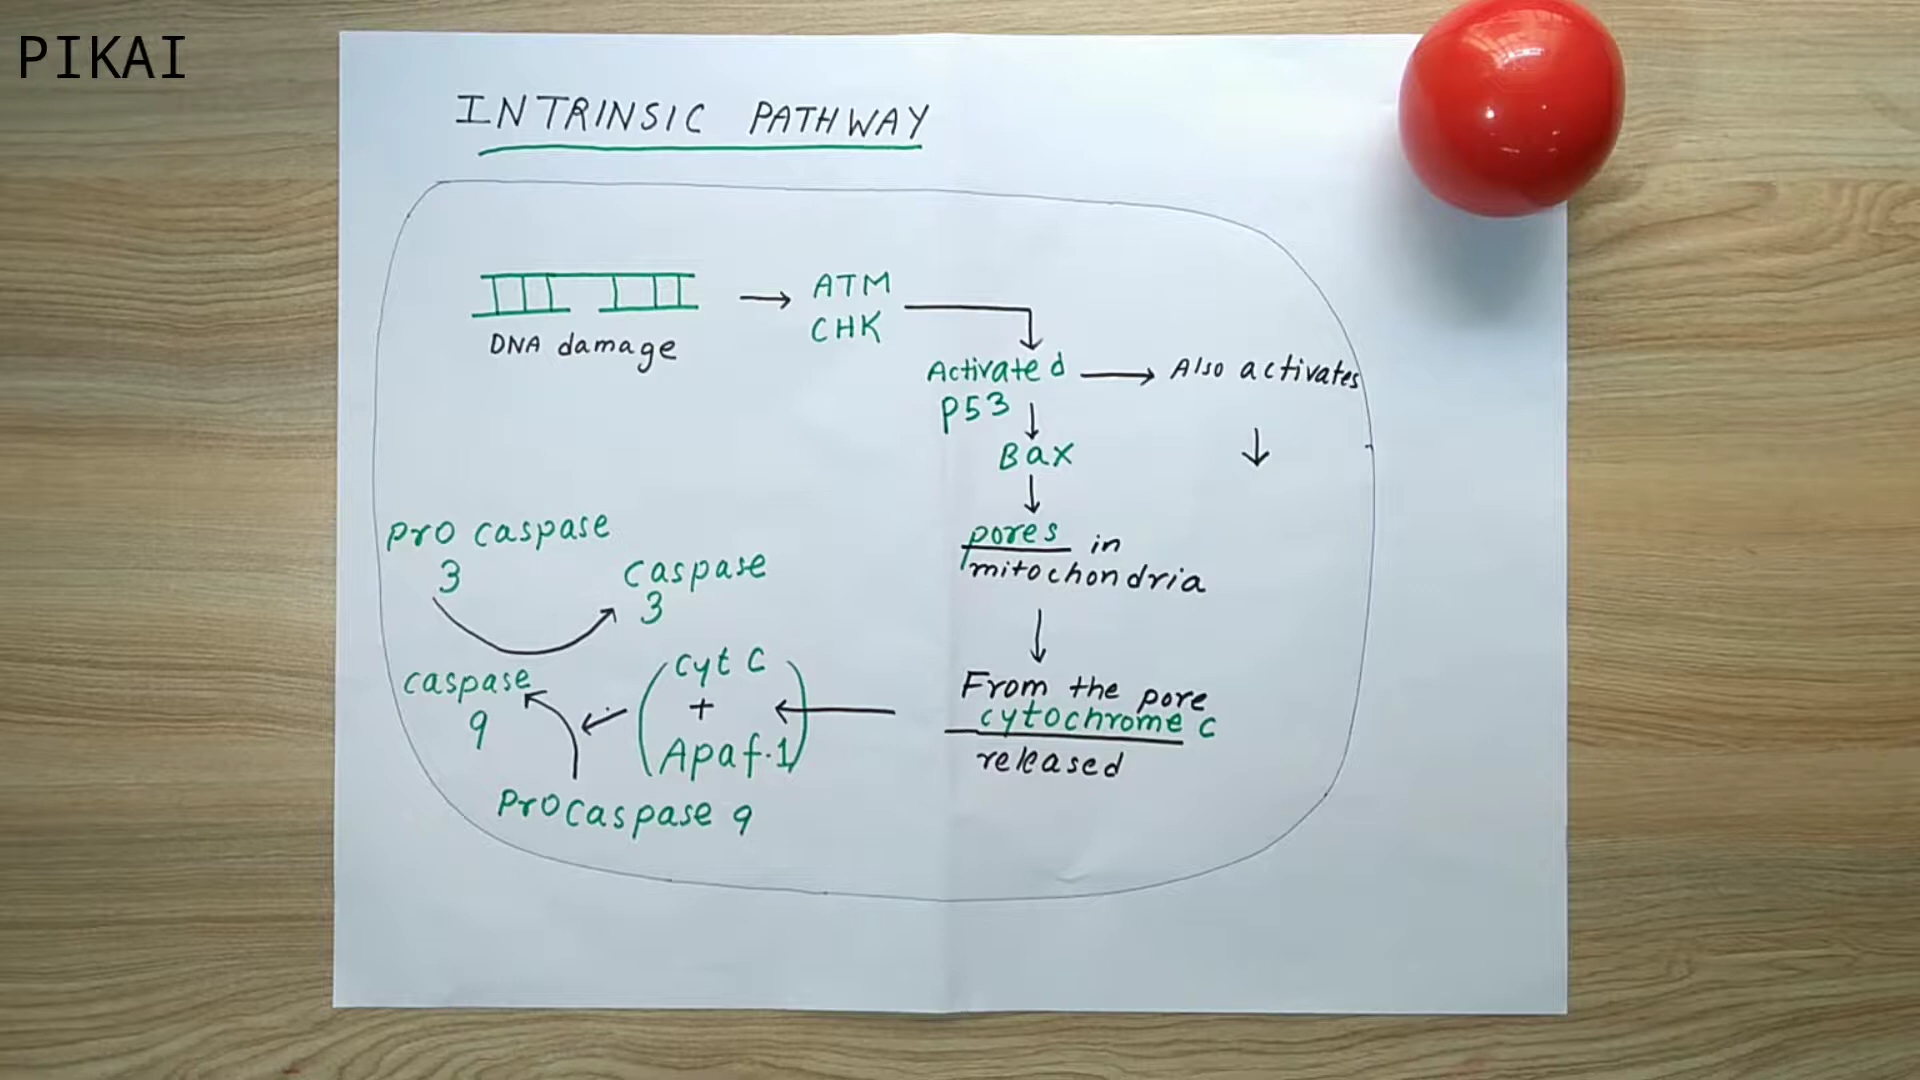 PIKAI
INTRINSIC PATHWAY
DNA damage
ATM
CHK
Activated
P53
Also activates
Bax
pores in
mitochondria
From the pore
cytochrome c
released
Cyt C
+
Apaf-1
Procaspase 9
caspase
9
Pro caspase
3
Caspase
3